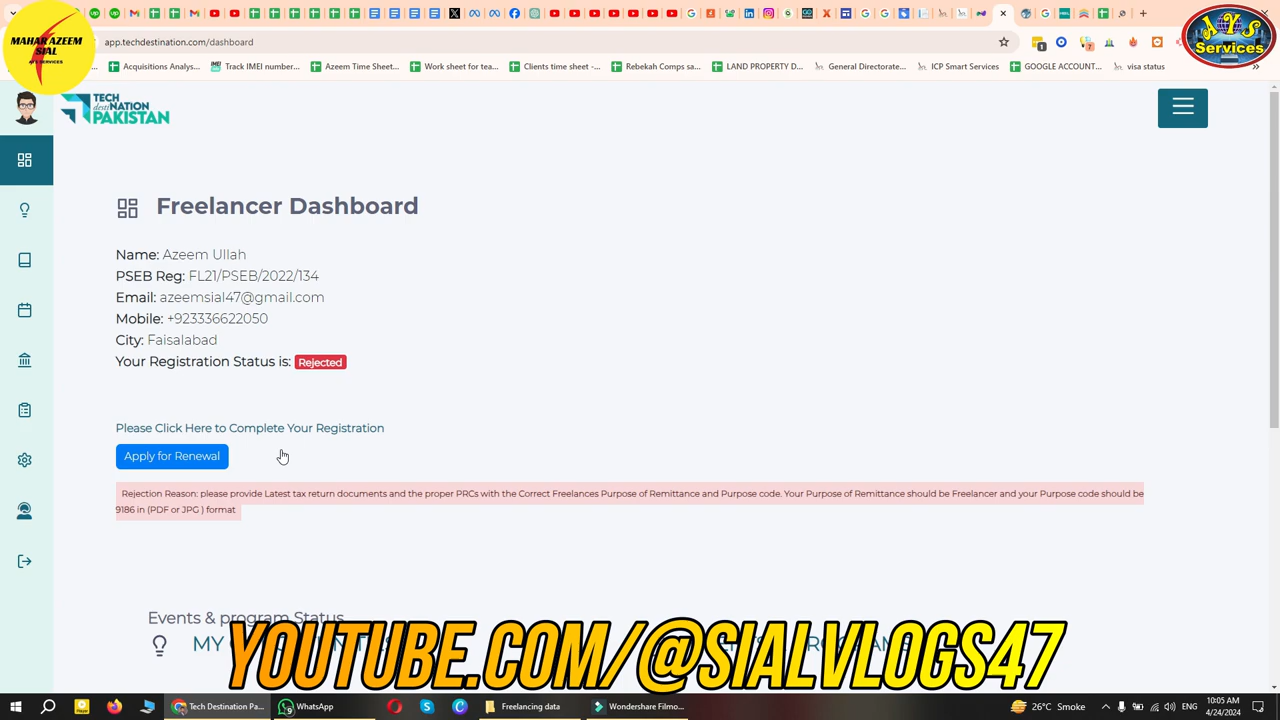 MAHAR AZEEM
SIAL
AYS SERVICES
AYS
Services
app.techdestination.com/dashboard
1
7
Acquisitions Analys...
Track IMEI number...
Azeem Time Sheet...
Work sheet for tea...
Clients time sheet -...
Rebekah Comps sa...
LAND PROPERTY D...
General Directorate...
ICP Smart Services
GOOGLE ACCOUNT...
visa status
TECH
destiNATION
PAKISTAN
Freelancer Dashboard
Name: Azeem Ullah
PSEB Reg: FL21/PSEB/2022/134
Email: azeemsial47@gmail.com
Mobile: +923336622050
City: Faisalabad
Your Registration Status is: Rejected
Please Click Here to Complete Your Registration
Apply for Renewal
Rejection Reason: please provide Latest tax return documents and the proper PRCs with the Correct Freelances Purpose of Remittance and Purpose code. Your Purpose of Remittance should be Freelancer and your Purpose code should be
9186 in (PDF or JPG ) format
Events & program Status
MY
YOUTUBE.COM/@SIALVLOGS47
Tech Destination Pa...
9
WhatsApp
Freelancing data
Wondershare Filmo...
26°C Smoke
ENG
10:05 AM
4/24/2024